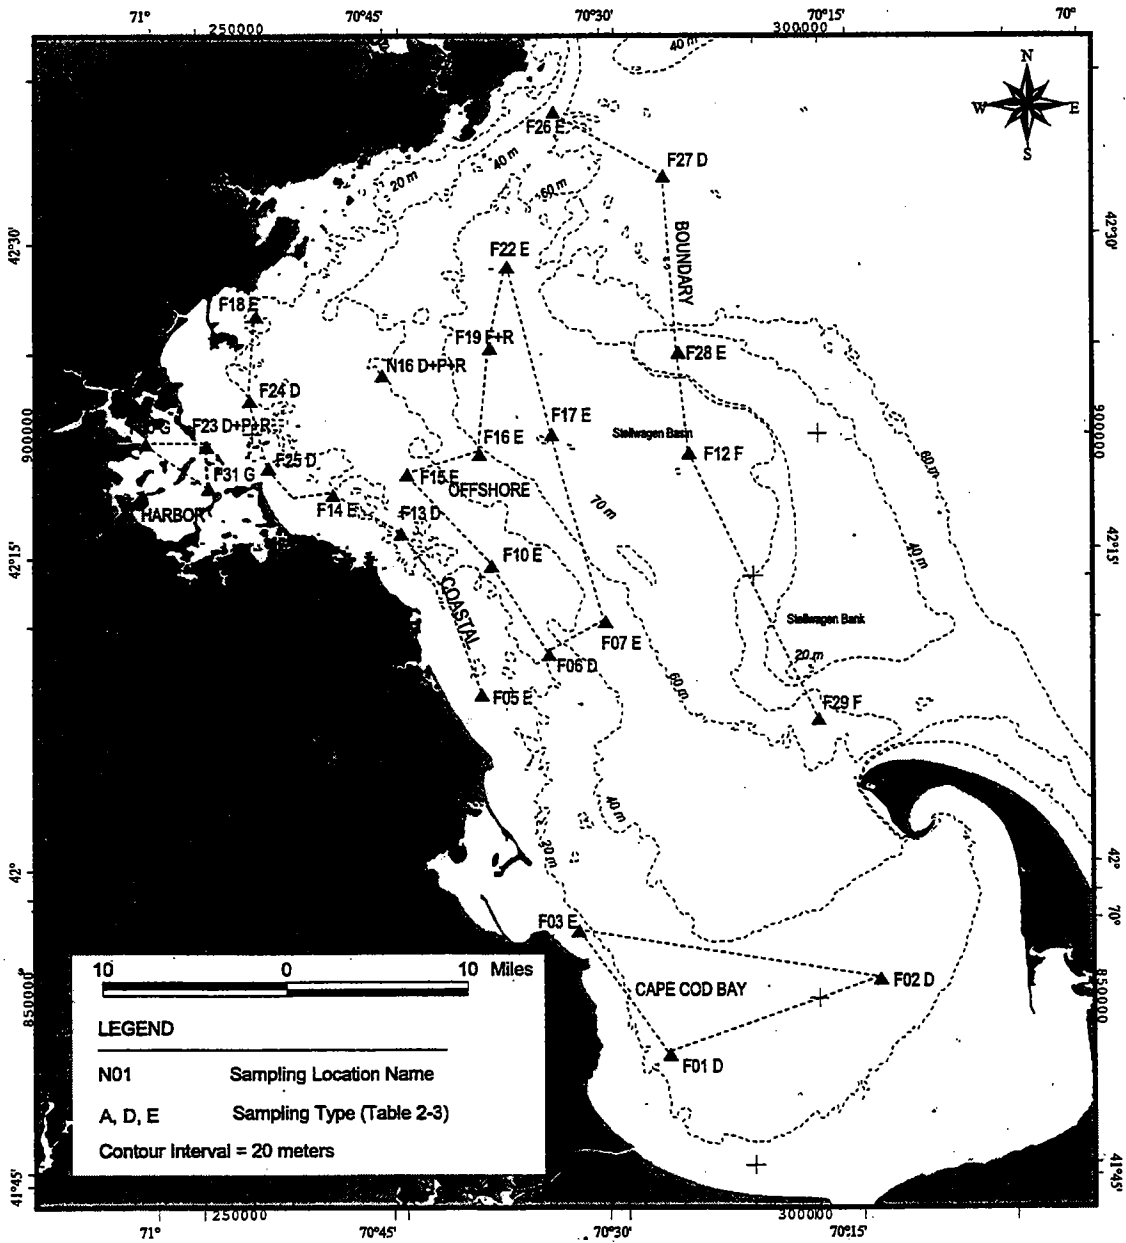 71° 70°45' 70°30' 70°15' 70°
250000 300000
40 m
N
W E
S
F26 E
40 m
20 m
60 m
F27 D
42°30' 42°30'
BOUNDARY
F22 E
F18 E
F19 F+R
F28 E
N16 D+P+R
F24 D
F23 D+P+R
F17 E
Stellwagen Basin
900000 900000
F16 E
F12 F
60 m
F25 D
F15 E
F31 G
OFFSHORE
F14 E
HARBOR
F13 D
70 m
40 m
42°15' 42°15'
F10 E
COASTAL
Stellwagen Bank
F07 E
20 m
F06 D
60 m
F05 E
F29 F
40 m
20 m
42° 42°
70°
F03 E
10 0 10 Miles
F02 D
850000 850000
CAPE COD BAY
LEGEND
F01 D
N01 Sampling Location Name
A, D, E Sampling Type (Table 2-3)
Contour Interval = 20 meters
41°45' 41°45'
250000 300000
71° 70°45' 70°30' 70°15'